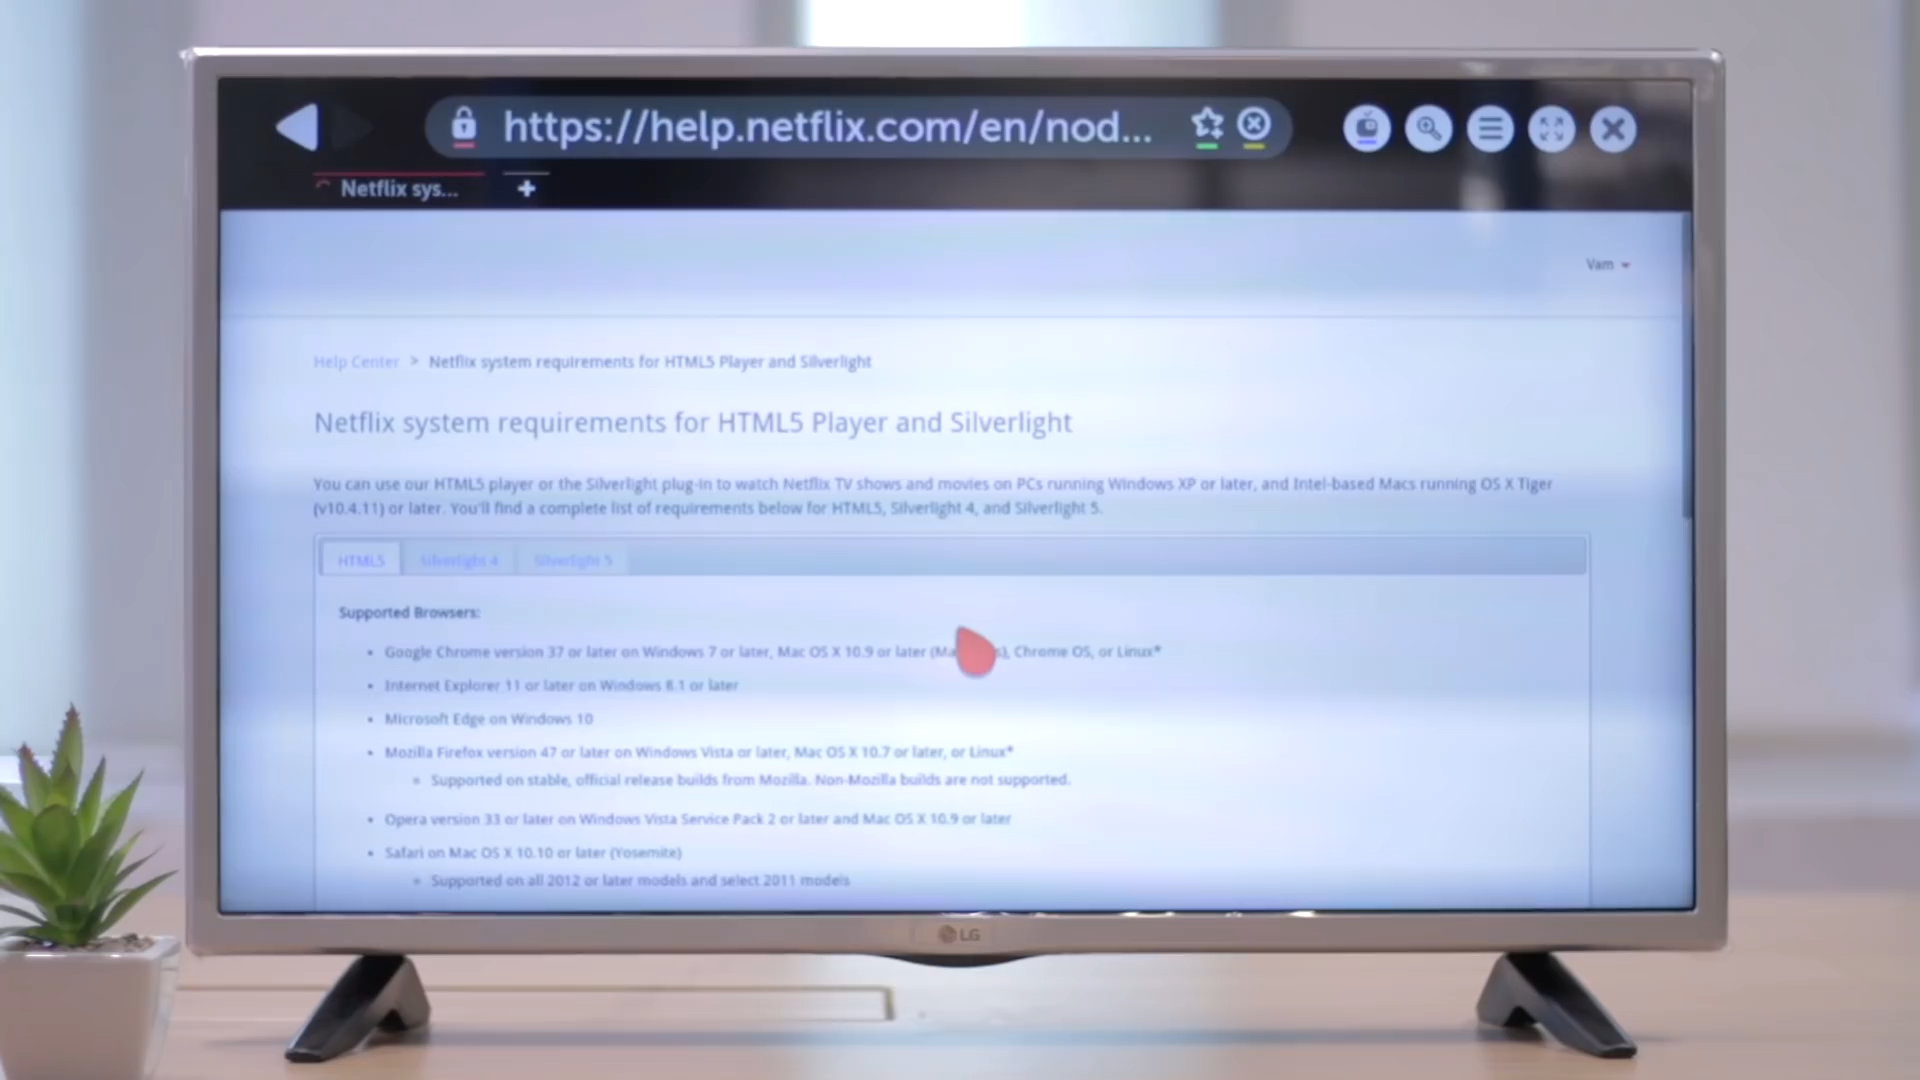 https://help.netflix.com/en/nod...
Netflix sys...
Vam
Help Center > Netflix system requirements for HTML5 Player and Silverlight
Netflix system requirements for HTML5 Player and Silverlight
You can use our HTML5 player or the Silverlight plug-in to watch Netflix TV shows and movies on PCs running Windows XP or later, and Intel-based Macs running OS X Tiger
(v10.4.11) or later. You'll find a complete list of requirements below for HTML5, Silverlight 4, and Silverlight 5.
HTML5 Silverlight 4 Silverlight 5
Supported Browsers:
• Google Chrome version 37 or later on Windows 7 or later, Mac OS X 10.9 or later Chrome OS, or Linux*
• Internet Explorer 11 or later on Windows 8.1 or later
• Microsoft Edge on Windows 10
• Mozilla Firefox version 47 or later on Windows Vista or later, Mac OS X 10.7 or later, or Linux*
Supported on stable, official release builds from Mozilla. Non-Mozilla builds are not supported.
• Opera version 33 or later on Windows Vista Service Pack 2 or later and Mac OS X 10.9 or later
• Safari on Mac OS X 10.10 or later (Yosemite)
Supported on all 2012 or later models and select 2011 models
LG